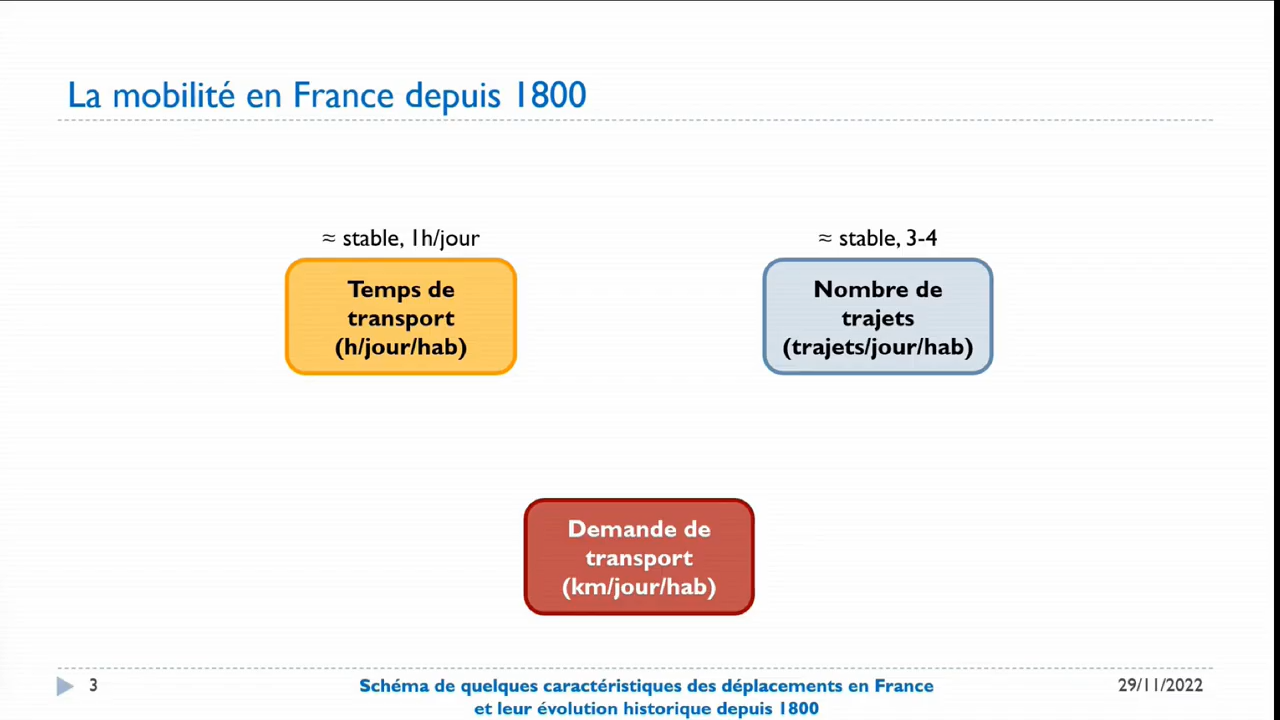 La mobilité en France depuis 1800
≈ stable, 1h/jour
Temps de
transport
(h/jour/hab)
≈ stable, 3-4
Nombre de
trajets
(trajets/jour/hab)
Demande de
transport
(km/jour/hab)
3
Schéma de quelques caractéristiques des déplacements en France
et leur évolution historique depuis 1800
29/11/2022